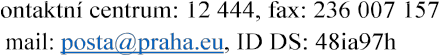 ontaktní centrum: 12 444, fax: 236 007 157
mail: posta@praha.eu, ID DS: 48ia97h